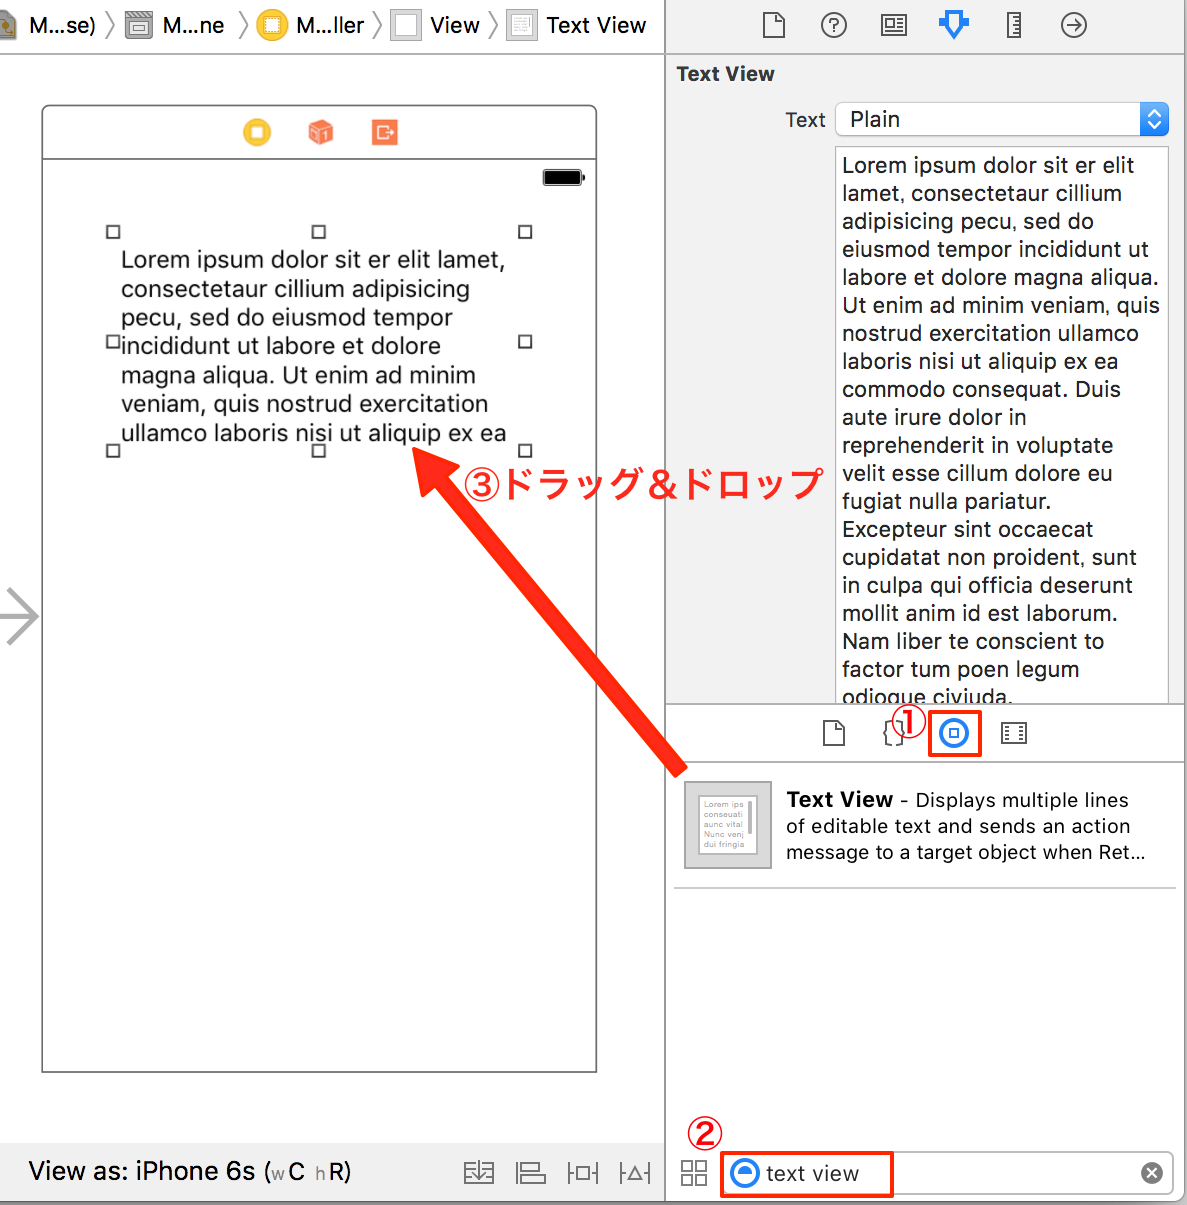 M...se) M...ne M...ller View Text View
Text View
Text Plain
Lorem ipsum dolor sit er elit
lamet, consectetaur cillium
adipisicing pecu, sed do
eiusmod tempor incididunt ut
labore et dolore magna aliqua.
Ut enim ad minim veniam, quis
nostrud exercitation ullamco
laboris nisi ut aliquip ex ea
commodo consequat. Duis
aute irure dolor in
reprehenderit in voluptate
velit esse cillum dolore eu
fugiat nulla pariatur.
Excepteur sint occaecat
cupidatat non proident, sunt
in culpa qui officia deserunt
mollit anim id est laborum.
Nam liber te conscient to
factor tum poen legum
odioque civiuda.
Lorem ipsum dolor sit er elit lamet,
consectetaur cillium adipisicing
pecu, sed do eiusmod tempor
incididunt ut labore et dolore
magna aliqua. Ut enim ad minim
veniam, quis nostrud exercitation
ullamco laboris nisi ut aliquip ex ea
③ドラッグ&ドロップ
①
{}
Lorem ips
conseuati
aunc vital
Nunc venj
dui fringia
Text View - Displays multiple lines
of editable text and sends an action
message to a target object when Ret...
②
text view
View as: iPhone 6s (wC hR)